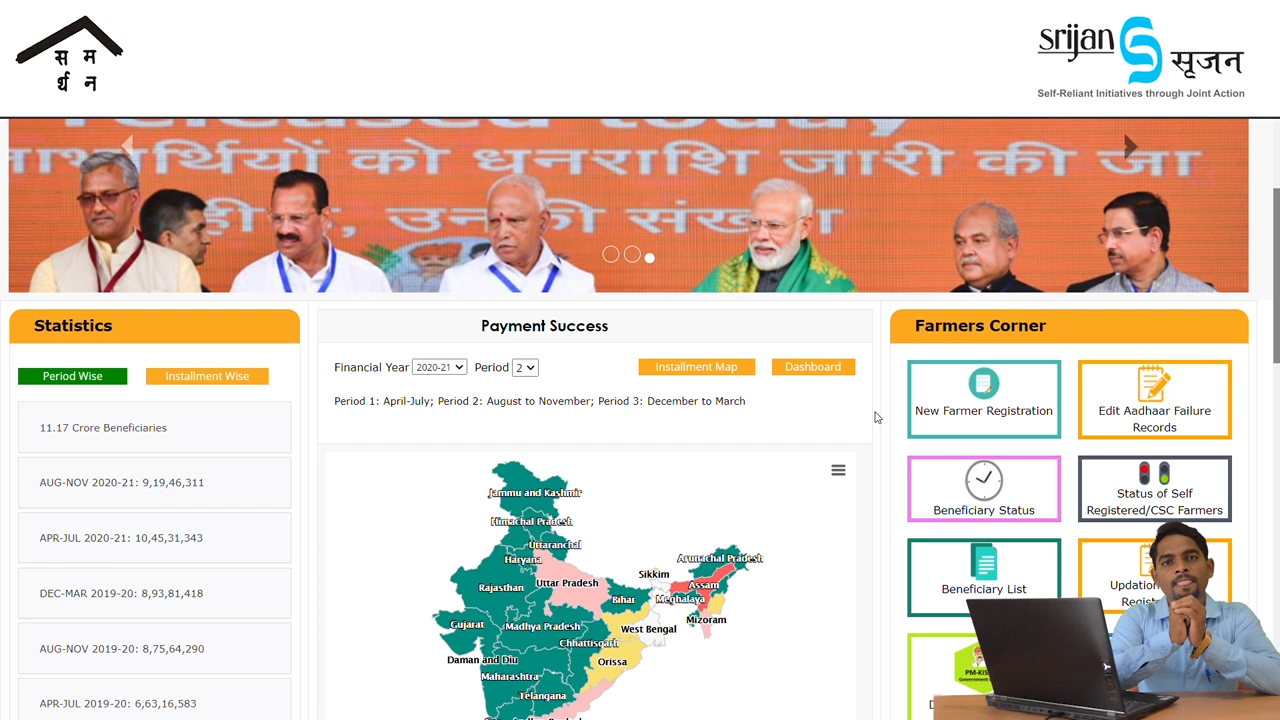 स म
र्थ न
srijan सृजन
Self-Reliant Initiatives through Joint Action
लाभार्थियों को धनराशि जारी की जा
उनकी संख्या
Statistics
Period Wise
Installment Wise
11.17 Crore Beneficiaries
AUG-NOV 2020-21: 9,19,46,311
APR-JUL 2020-21: 10,45,31,343
DEC-MAR 2019-20: 8,93,81,418
AUG-NOV 2019-20: 8,75,64,290
APR-JUL 2019-20: 6,63,16,583
Payment Success
Financial Year 2020-21 Period 2
Installment Map
Dashboard
Period 1: April-July; Period 2: August to November; Period 3: December to March
Jammu and Kashmir
Himachal Pradesh
Uttaranchal
Haryana
Arunachal Pradesh
Sikkim
Uttar Pradesh
Assam
Rajasthan
Bihar
Meghalaya
Mizoram
Gujarat
Madhya Pradesh
West Bengal
Chhattisgarh
Daman and Diu
Orissa
Maharashtra
Telangana
Farmers Corner
New Farmer Registration
Edit Aadhaar Failure
Records
Beneficiary Status
Status of Self
Registered/CSC Farmers
Beneficiary List